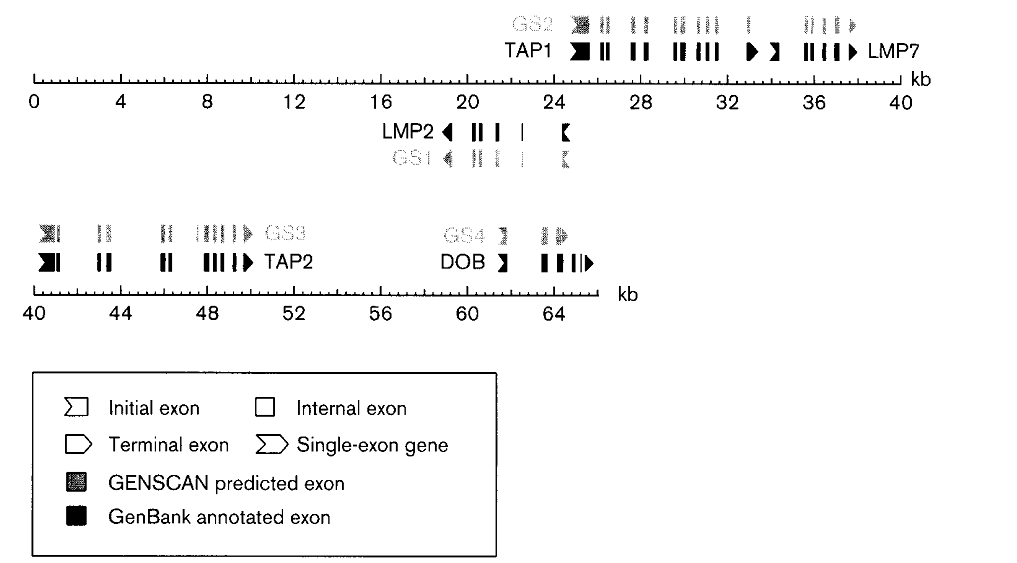 GS2
TAP1 LMP7
kb
0 4 8 12 16 20 24 28 32 36 40
LMP2
GS1
GS3 GS4
TAP2 DOB
kb
40 44 48 52 56 60 64
Initial exon Internal exon
Terminal exon Single-exon gene
GENSCAN predicted exon
GenBank annotated exon